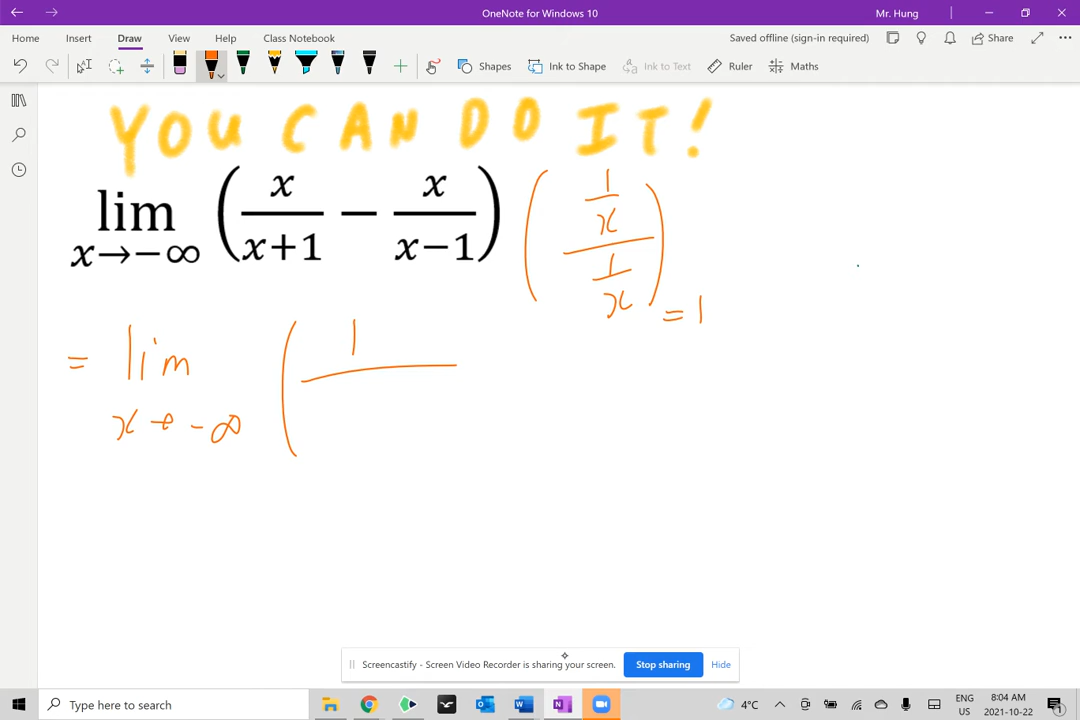 OneNote for Windows 10
Mr. Hung
Home Insert Draw View Help Class Notebook
Saved offline (sign-in required) Share
Shapes Ink to Shape Ink to Text Ruler Maths
YOU CAN DO IT!
lim x→−∞ (x/(x+1) − x/(x−1)) ((1/x)/(1/x)) = 1
= lim x→-∞ ( 1
Screencastify - Screen Video Recorder is sharing your screen. Stop sharing Hide
Type here to search
4°C
ENG US
8:04 AM
2021-10-22
1